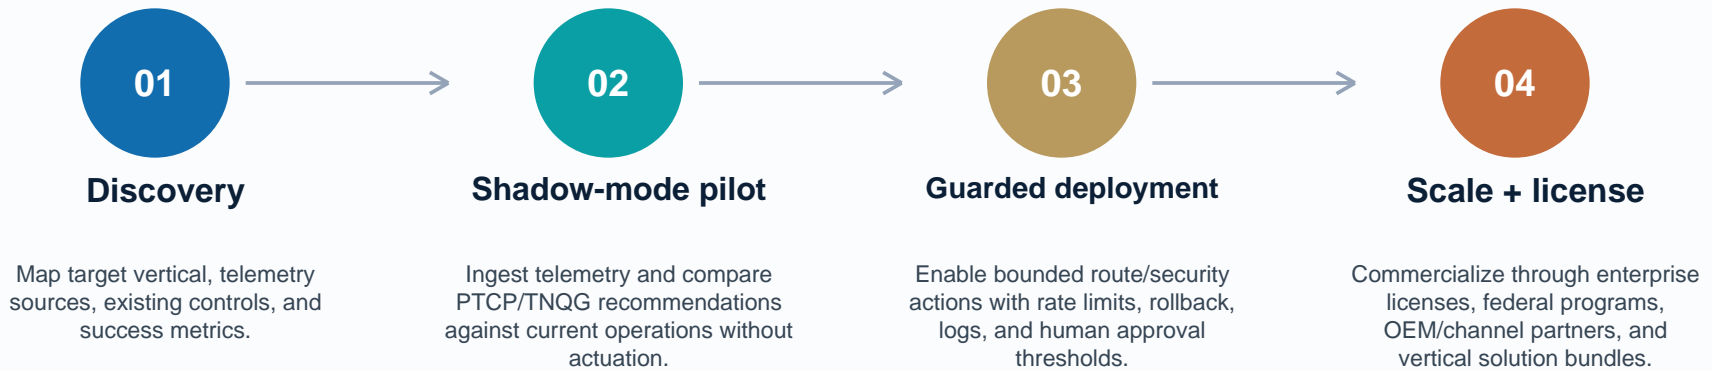 01
02
03
04
Discovery
Shadow-mode pilot
Guarded deployment
Scale + license
Map target vertical, telemetry
sources, existing controls, and
success metrics.
Ingest telemetry and compare
PTCP/TNQG recommendations
against current operations without
actuation.
Enable bounded route/security
actions with rate limits, rollback,
logs, and human approval
thresholds.
Commercialize through enterprise
licenses, federal programs,
OEM/channel partners, and
vertical solution bundles.